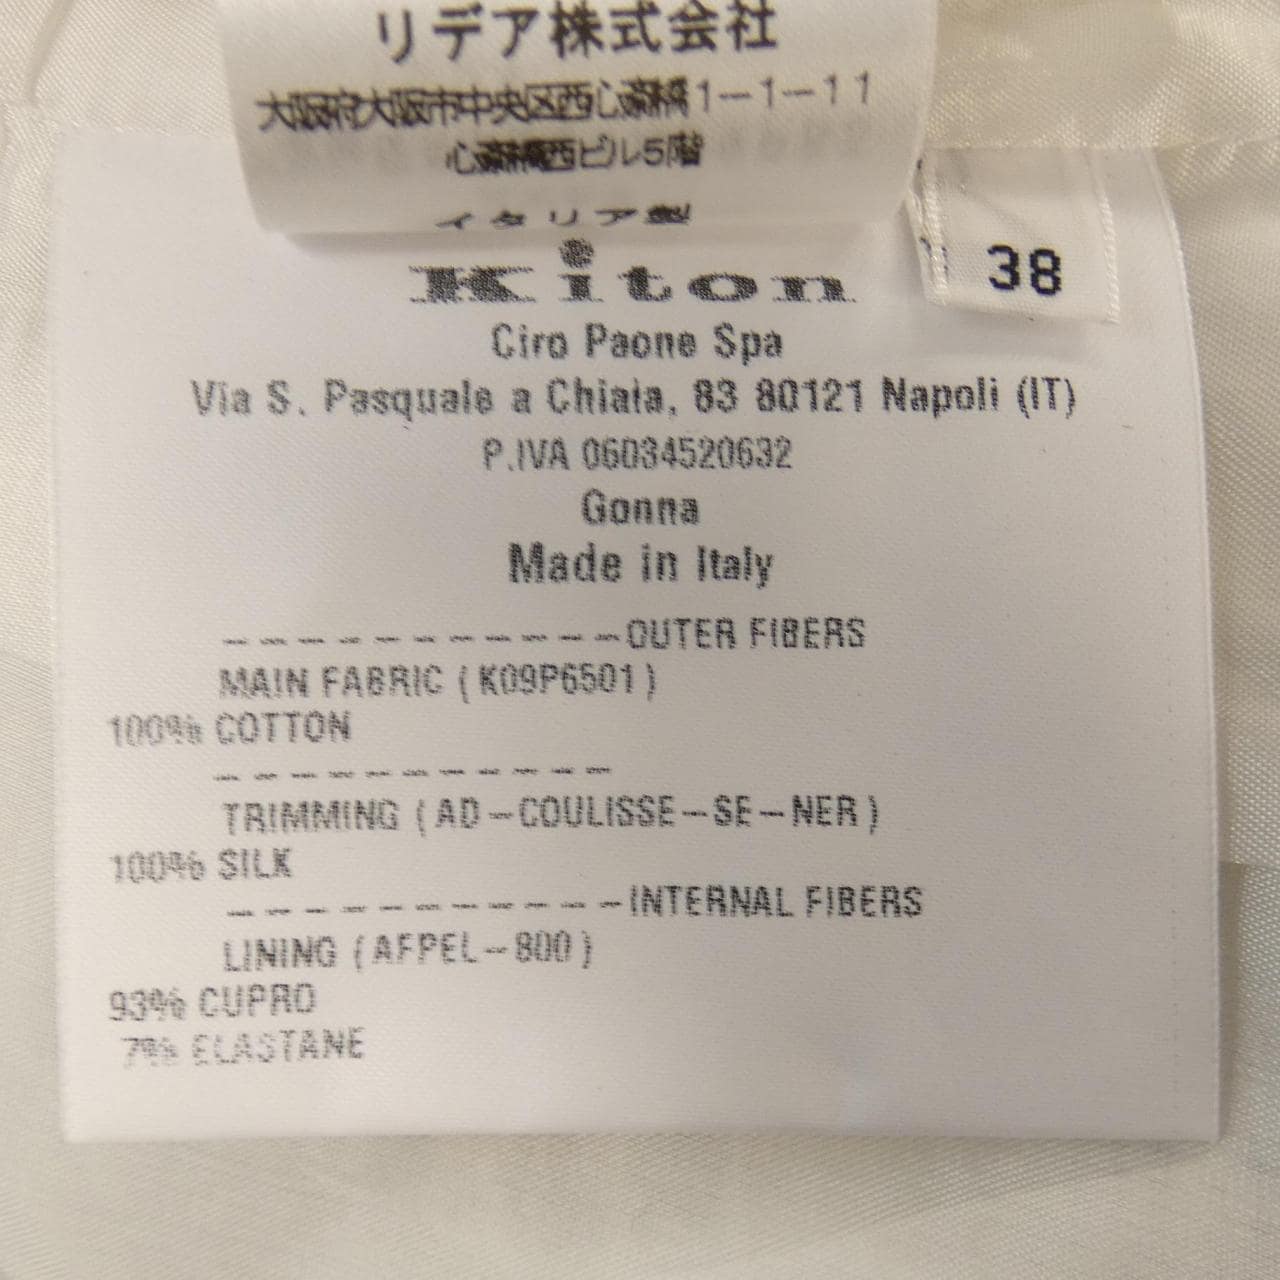 リデア株式会社
大阪府大阪市中央区西心斎橋1-1-11
心斎橋西ビル5階
イタリア製
38
Kiton
Ciro Paone Spa
Via S. Pasquale a Chiaia, 83 80121 Napoli (IT)
P.IVA 06034520632
Gonna
Made in Italy
-----------OUTER FIBERS
MAIN FABRIC (K09P6501)
100% COTTON
-----------
TRIMMING (AD-COULISSE-SE-NER)
100% SILK
-----------INTERNAL FIBERS
LINING (AFPEL-800)
93% CUPRO
7% ELASTANE